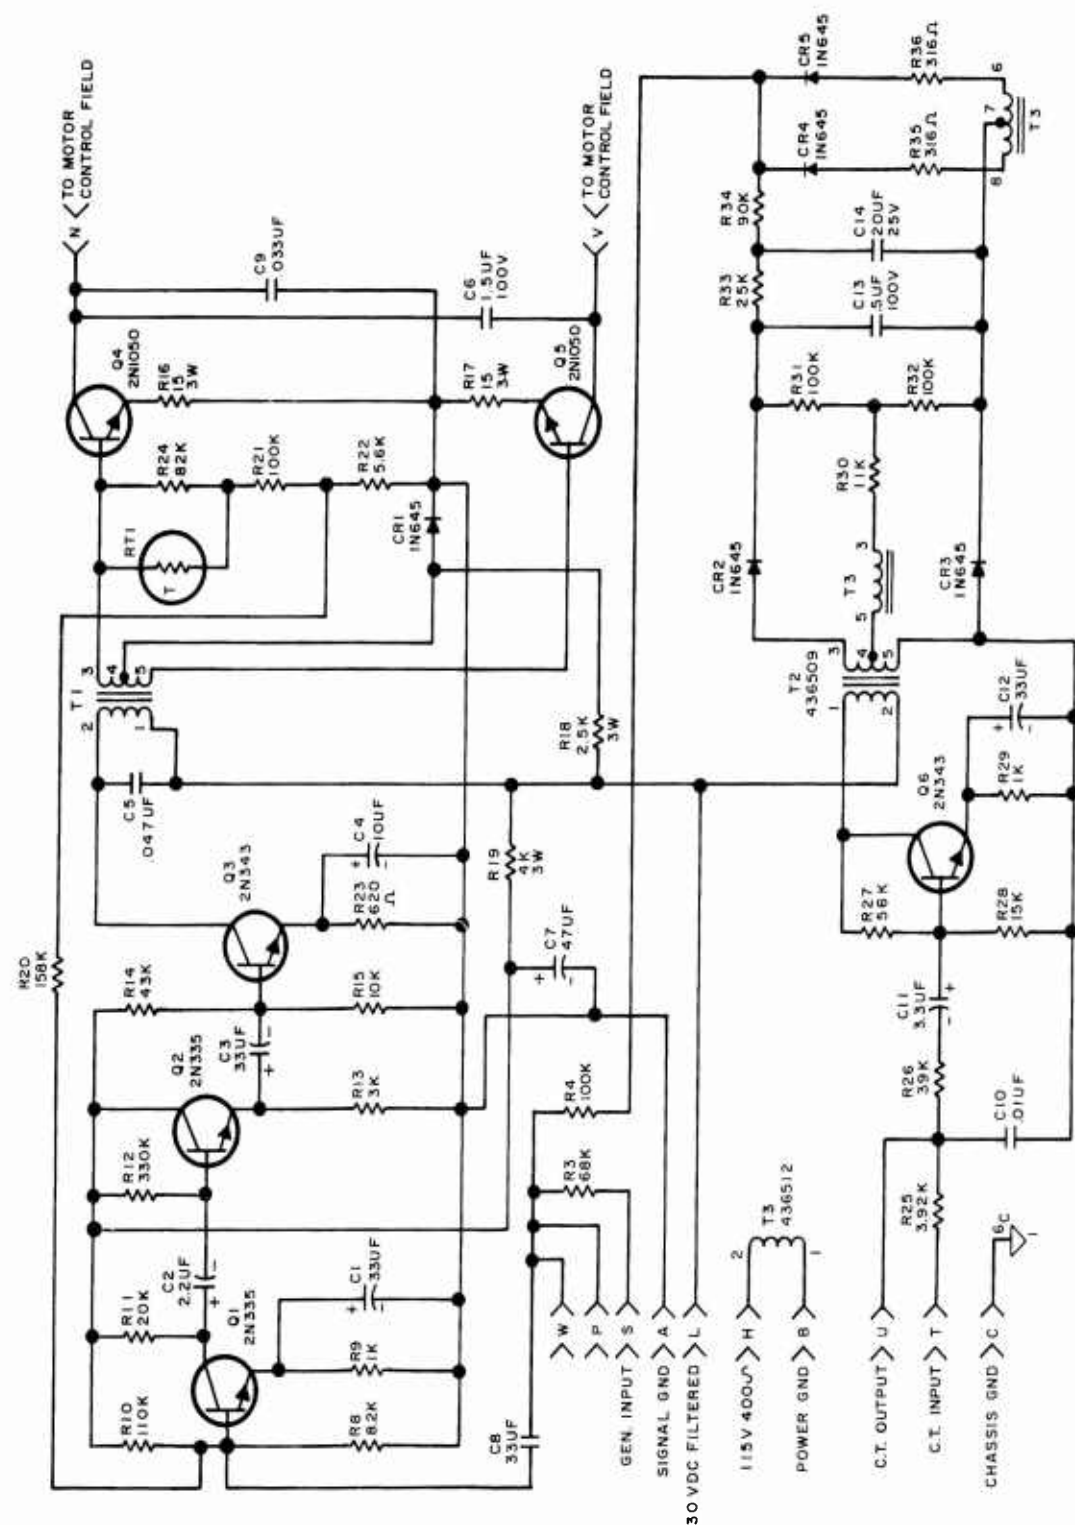 R20
158K
R10
110K
R11
20K
C2
2.2UF
+
-
Q1
2N335
R8
8.2K
R9
1K
C1
33UF
+
-
R12
330K
Q2
2N335
R13
3K
C3
33UF
+
-
R14
43K
R15
10K
Q3
2N343
R23
620
Ω
C4
10UF
+
-
C5
.047UF
T1
2
1
3
4
5
RT1
T
R24
82K
R21
100K
R22
5.6K
CR1
1N645
Q4
2N1050
R16
15
3W
R17
15
3W
Q5
2N1050
C9
.033UF
C6
1.5UF
100V
N
TO MOTOR
CONTROL FIELD
V
TO MOTOR
CONTROL FIELD
R18
2.5K
3W
R19
4K
3W
C7
47UF
+
-
C8
33UF
R3
68K
R4
100K
W
P
GEN. INPUT
S
SIGNAL GND
A
30 VDC FILTERED
L
115V 400~
H
POWER GND
B
T3
436512
2
1
C.T. OUTPUT
U
C.T. INPUT
T
CHASSIS GND
C
6C
1
R25
3.92K
R26
39K
C10
.01UF
C11
3.3UF
-
+
R27
56K
R28
15K
Q6
2N343
R29
1K
C12
33UF
+
-
T2
436509
1
2
3
4
5
CR2
1N645
CR3
1N645
T3
5
3
R30
11K
R31
100K
R32
100K
R33
25K
C13
.5UF
100V
R34
90K
C14
20UF
25V
CR4
1N645
CR5
1N645
R35
316Ω
R36
316Ω
8
7
6
T3